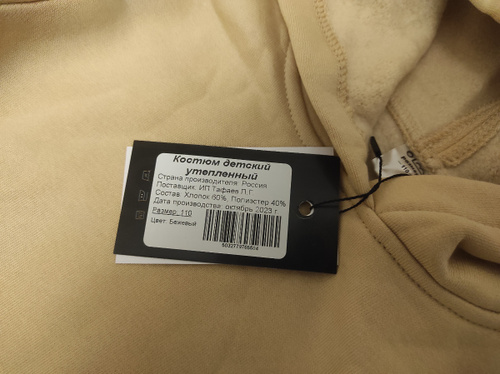 Костюм детский
утепленный
Страна производителя: Россия
Поставщик: ИП Тафаев П.Г.
Состав: Хлопок 60%, Полиэстер 40%
Дата производства: октябрь 2023 г.
Размер: 110
Цвет: Бежевый